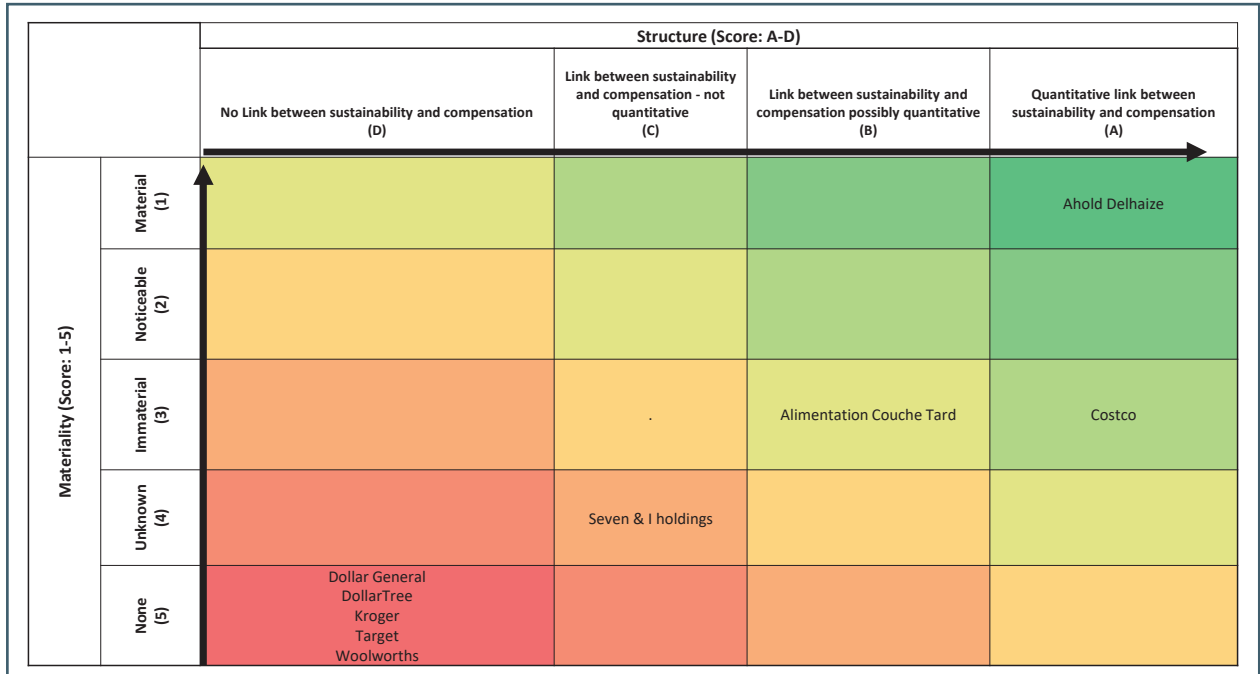 Structure (Score: A-D)
No Link between sustainability and compensation
(D)
Link between sustainability
and compensation - not
quantitative
(C)
Link between sustainability and
compensation possibly quantitative
(B)
Quantitative link between
sustainability and compensation
(A)
Materiality (Score: 1-5)
Material
(1)
Ahold Delhaize
Noticeable
(2)
Immaterial
(3)
.
Alimentation Couche Tard
Costco
Unknown
(4)
Seven & I holdings
None
(5)
Dollar General
DollarTree
Kroger
Target
Woolworths